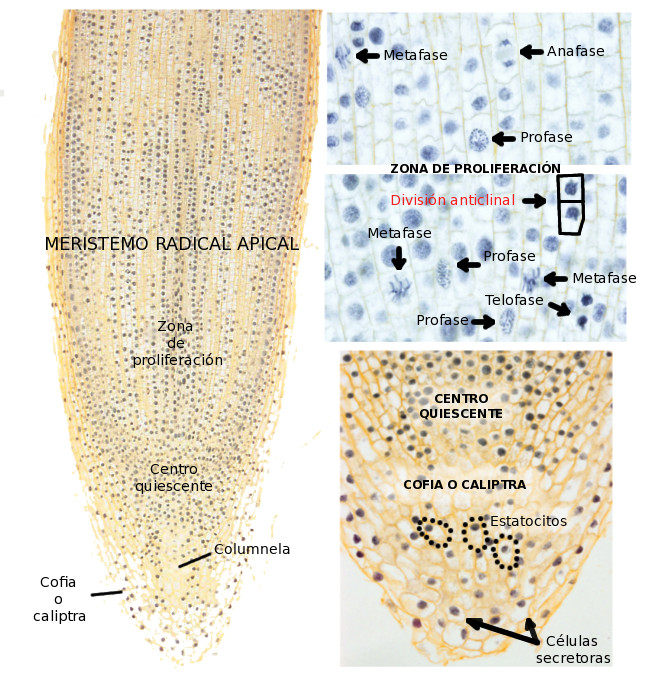 MERISTEMO RADICAL APICAL
Zona
de
proliferación
Centro
quiescente
Columnela
Cofia
o
caliptra
Metafase
Anafase
Profase
ZONA DE PROLIFERACIÓN
División anticlinal
Metafase
Profase
Metafase
Telofase
Profase
CENTRO
QUIESCENTE
COFIA O CALIPTRA
Estatocitos
Células
secretoras